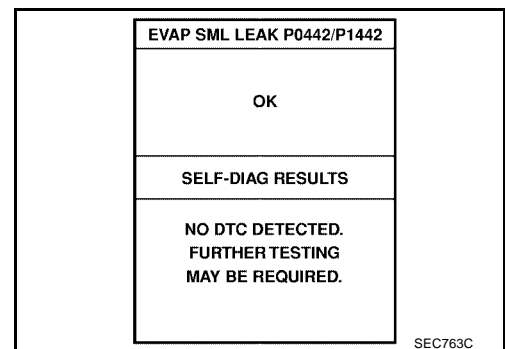 EVAP SML LEAK P0442/P1442
OK
SELF-DIAG RESULTS
NO DTC DETECTED.
FURTHER TESTING
MAY BE REQUIRED.
SEC763C